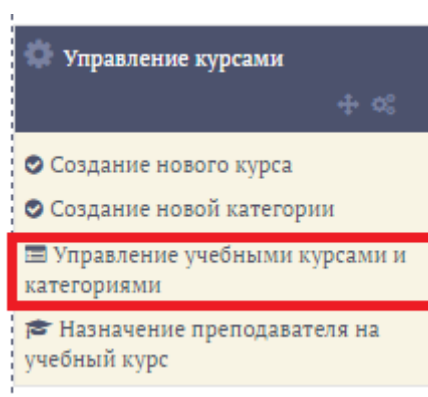 Управление курсами
Создание нового курса
Создание новой категории
Управление учебными курсами и
категориями
Назначение преподавателя на
учебный курс